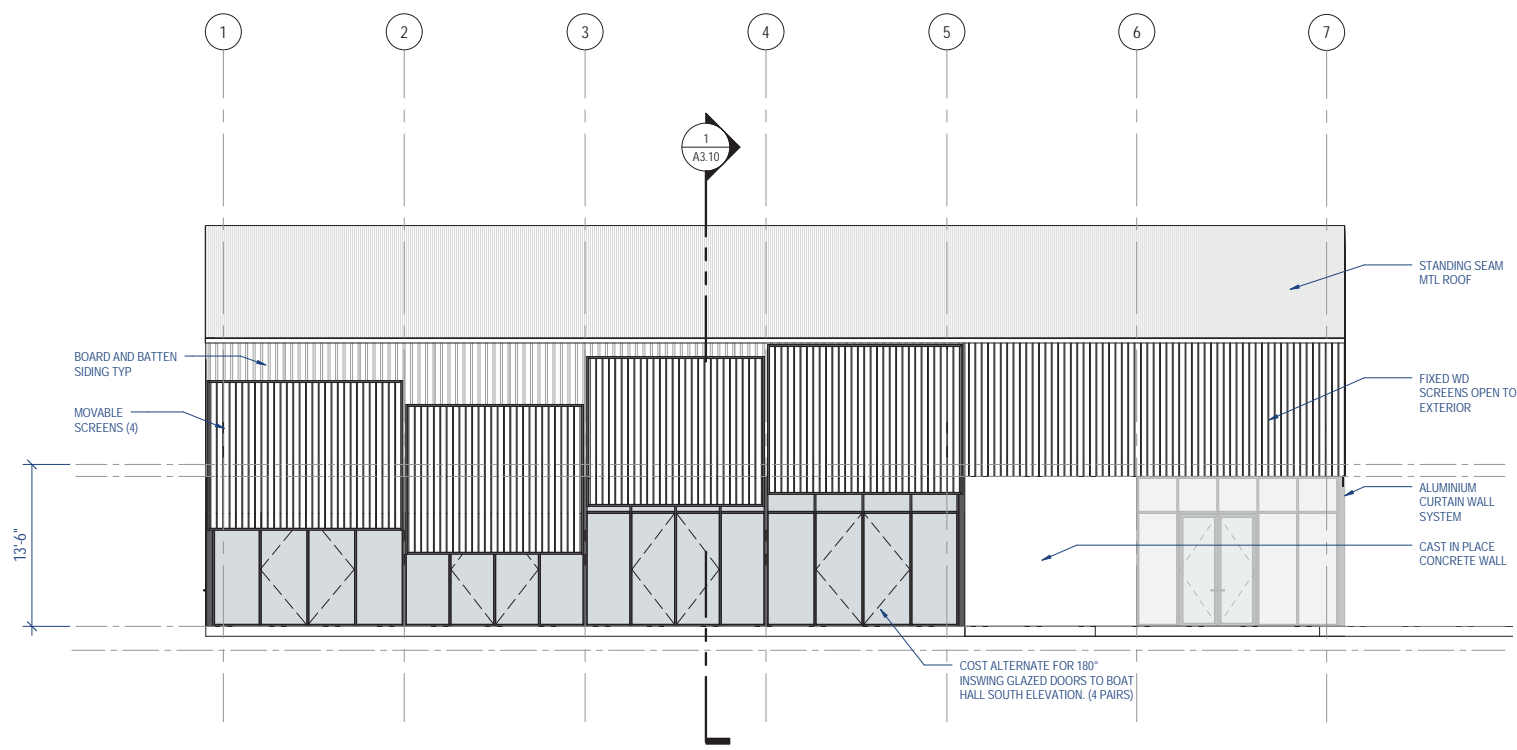 1
2
3
4
5
6
7
1
A3.10
STANDING SEAM
MTL ROOF
BOARD AND BATTEN
SIDING TYP
FIXED WD
SCREENS OPEN TO
EXTERIOR
MOVABLE
SCREENS (4)
ALUMINIUM
CURTAIN WALL
SYSTEM
13'-6"
CAST IN PLACE
CONCRETE WALL
COST ALTERNATE FOR 180°
INSWING GLAZED DOORS TO BOAT
HALL SOUTH ELEVATION. (4 PAIRS)